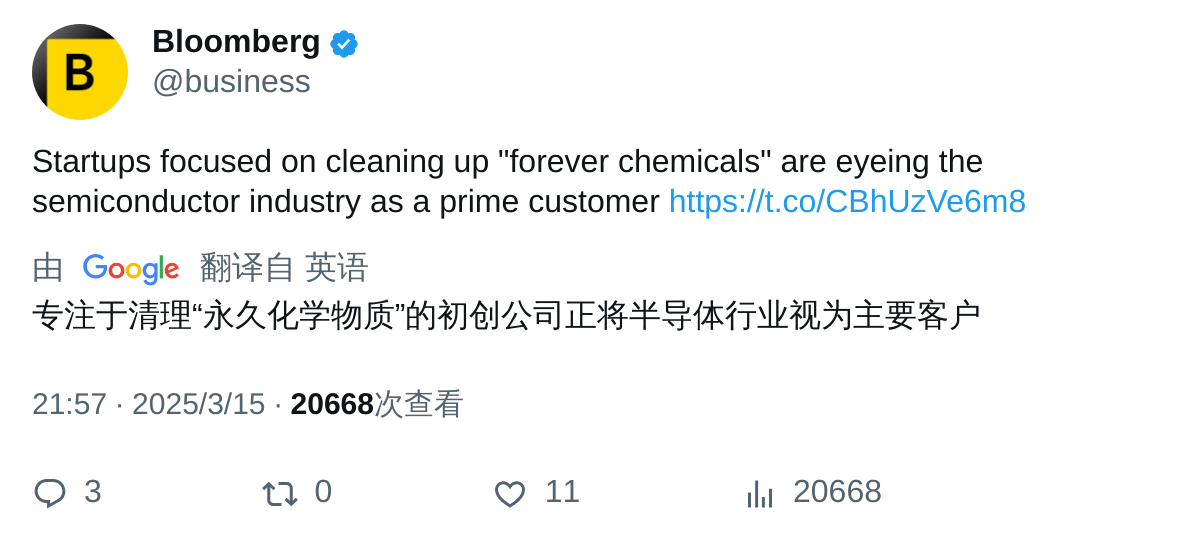 B
Bloomberg
@business
Startups focused on cleaning up "forever chemicals" are eyeing the
semiconductor industry as a prime customer https://t.co/CBhUzVe6m8
由 Google 翻译自 英语
专注于清理“永久化学物质”的初创公司正将半导体行业视为主要客户
21:57 · 2025/3/15 · 20668次查看
3 0 11 20668